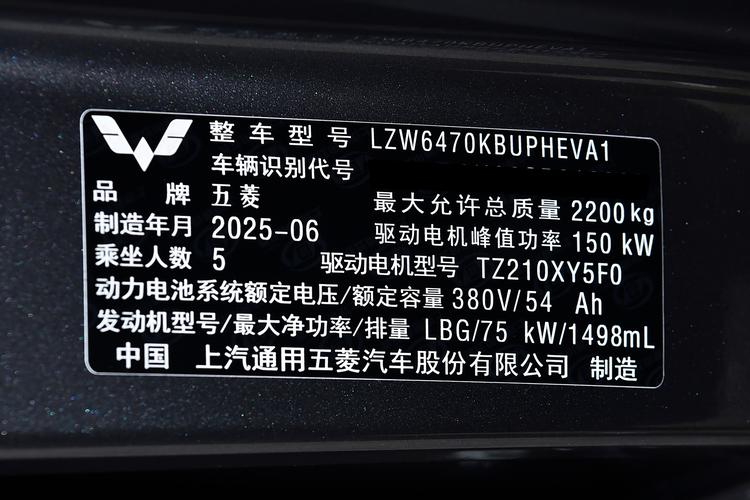 整车型号 LZW6470KBUPHEVA1
车辆识别代号
品牌 五菱 最大允许总质量 2200kg
制造年月 2025-06 驱动电机峰值功率 150 kW
乘坐人数 5 驱动电机型号 TZ210XY5F0
动力电池系统额定电压/额定容量 380V/54 Ah
发动机型号/最大净功率/排量 LBG/75 kW/1498mL
中国 上汽通用五菱汽车股份有限公司 制造